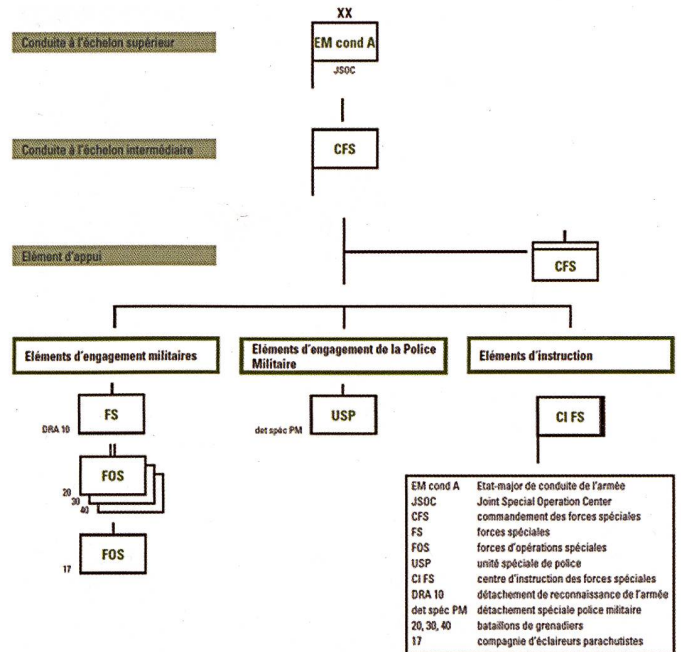 XX
Conduite à l'échelon supérieur
EM cond A
JSOC
Conduite à l'échelon intermédiaire
CFS
Elément d'appui
CFS
Eléments d'engagement militaires
Eléments d'engagement de la Police
Militaire
Eléments d'instruction
FS
DRA 10
USP
det spéc PM
CI FS
FOS
20
30
40
FOS
17
EM cond A Etat-major de conduite de l'armée
JSOC Joint Special Operation Center
CFS commandement des forces spéciales
FS forces spéciales
FOS forces d'opérations spéciales
USP unité spéciale de police
CI FS centre d'instruction des forces spéciales
DRA 10 détachement de reconnaissance de l'armée
det spéc PM détachement spéciale police militaire
20, 30, 40 bataillons de grenadiers
17 compagnie d'éclaireurs parachutistes